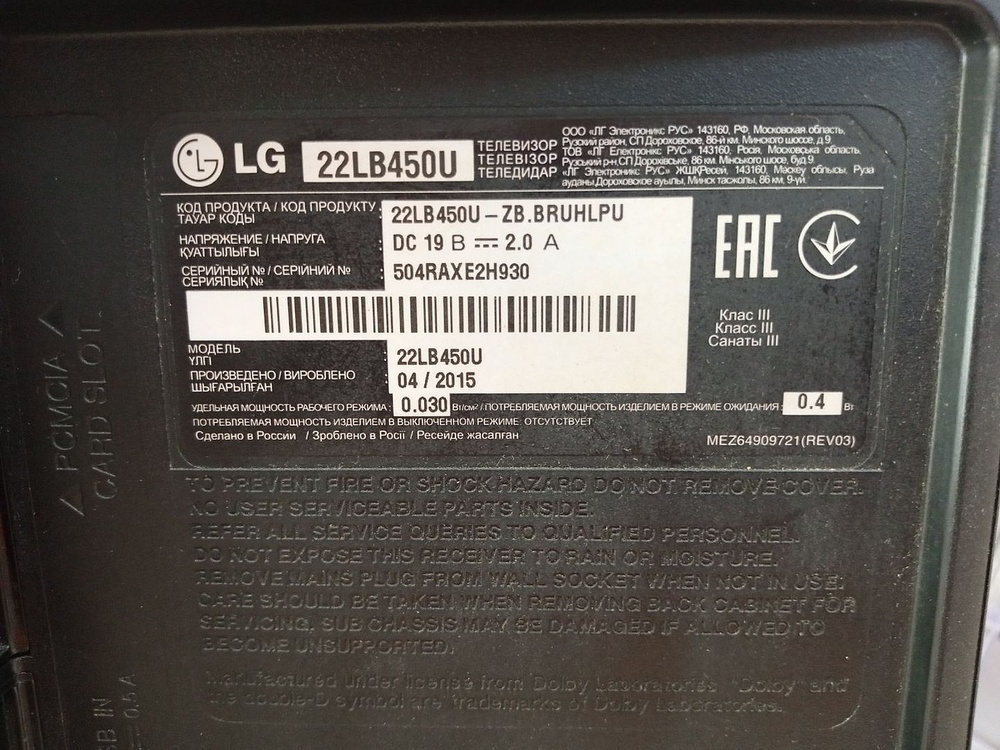 LG 22LB450U
ТЕЛЕВИЗОР
ТЕЛЕВІЗОР
ТЕЛЕДИДАР
ООО «ЛГ Электроникс РУС» 143160, РФ, Московская область,
Рузский район, СП Дороховское, 86-й км. Минского шоссе, д.9
ТОВ «ЛГ Електронікс РУС» 143160, Росія, Московська область,
Рузський р-н, СП Дорохівське, 86 км. Мінського шосе, буд.9
«ЛГ Электроникс РУС» ЖШҚ Ресей, 143160, Мәскеу облысы, Руза
ауданы Дороховское ауылы, Минск тасжолы, 86 км, 9-үй.
КОД ПРОДУКТА / КОД ПРОДУКТУ
ТАУАР КОДЫ : 22LB450U-ZB.BRUHLPU
НАПРЯЖЕНИЕ / НАПРУГА
ҚУАТТЫЛЫҒЫ : DC 19 В ⎓ 2.0 А
СЕРИЙНЫЙ № / СЕРІЙНИЙ №
СЕРИЯЛЫҚ № : 504RAXE2H930
EAC
Клас III
Класс III
Санаты III
МОДЕЛЬ
ҮЛГІ : 22LB450U
ПРОИЗВЕДЕНО / ВИРОБЛЕНО
ШЫҒАРЫЛҒАН : 04 / 2015
УДЕЛЬНАЯ МОЩНОСТЬ РАБОЧЕГО РЕЖИМА : 0.030 Вт/см² / ПОТРЕБЛЯЕМАЯ МОЩНОСТЬ ИЗДЕЛИЕМ В РЕЖИМЕ ОЖИДАНИЯ : 0.4 Вт
ПОТРЕБЛЯЕМАЯ МОЩНОСТЬ ИЗДЕЛИЕМ В ВЫКЛЮЧЕННОМ РЕЖИМЕ: ОТСУТСТВУЕТ
Сделано в России / Зроблено в Росії / Ресейде жасалған
MEZ64909721(REV03)
TO PREVENT FIRE OR SHOCK HAZARD DO NOT REMOVE COVER.
NO USER SERVICEABLE PARTS INSIDE.
REFER ALL SERVICE QUERIES TO QUALIFIED PERSONNEL.
DO NOT EXPOSE THIS RECEIVER TO RAIN OR MOISTURE.
REMOVE MAINS PLUG FROM WALL SOCKET WHEN NOT IN USE:
CARE SHOULD BE TAKEN WHEN REMOVING BACK CABINET FOR
SERVICING, SUB CHASSIS MAY BE DAMAGED IF ALLOWED TO
BECOME UNSUPPORTED.
Manufactured under license from Dolby Laboratories. "Dolby" and
the double-D symbol are trademarks of Dolby Laboratories.
PCMCIA
CARD SLOT
IN
0.5 A